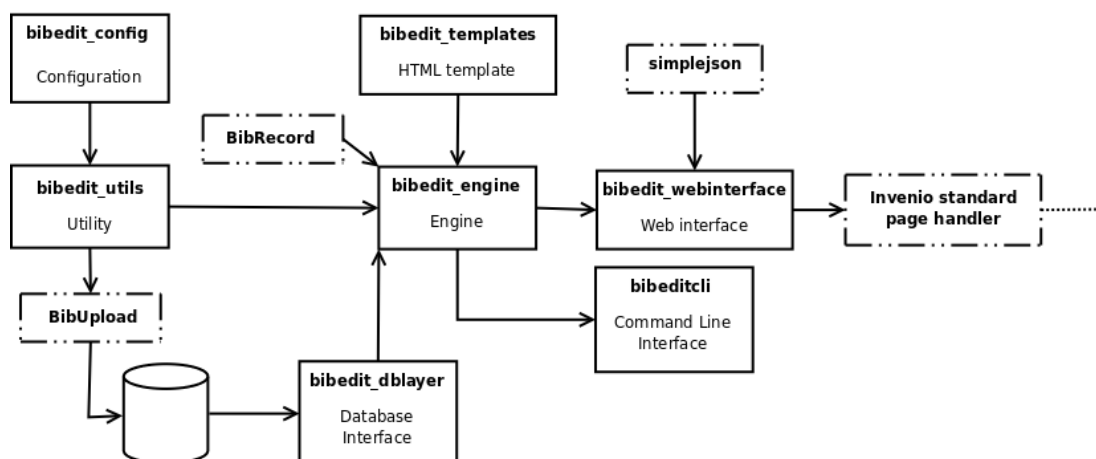 bibedit_config
Configuration
bibedit_templates
HTML template
simplejson
BibRecord
bibedit_utils
Utility
bibedit_engine
Engine
bibedit_webinterface
Web interface
Invenio standard
page handler
BibUpload
bibeditcli
Command Line
Interface
bibedit_dblayer
Database
Interface